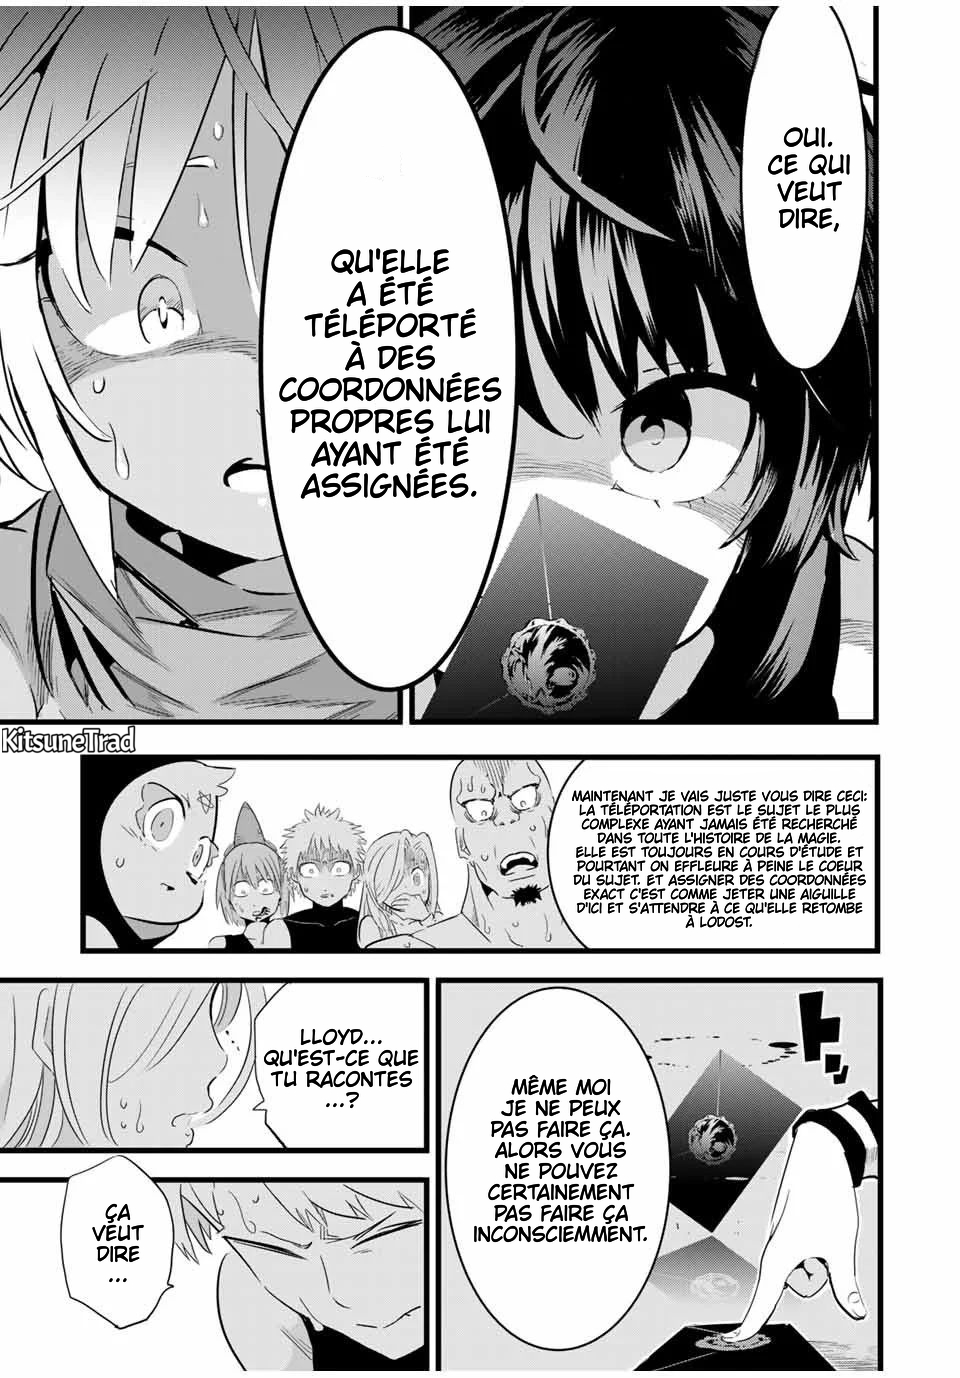 OUI.
CE QUI
VEUT
DIRE,
QU'ELLE
A ÉTÉ
TÉLÉPORTÉ
À DES
COORDONNÉES
PROPRES LUI
AYANT ÉTÉ
ASSIGNÉES.
KitsuneTrad
MAINTENANT JE VAIS JUSTE VOUS DIRE CECI:
LA TÉLÉPORTATION EST LE SUJET LE PLUS
COMPLEXE AYANT JAMAIS ÉTÉ RECHERCHÉ
DANS TOUTE L'HISTOIRE DE LA MAGIE.
ELLE EST TOUJOURS EN COURS D'ÉTUDE ET
POURTANT ON EFFLEURE À PEINE LE COEUR
DU SUJET. ET ASSIGNER DES COORDONNÉES
EXACT C'EST COMME JETER UNE AIGUILLE
D'ICI ET S'ATTENDRE À CE QU'ELLE RETOMBE
À LODOST.
トン
MÊME MOI
JE NE PEUX
PAS FAIRE ÇA.
ALORS VOUS
NE POUVEZ
CERTAINEMENT
PAS FAIRE ÇA
INCONSCIEMMENT.
LLOYD...
QU'EST-CE QUE
TU RACONTES
...?
ÇA
VEUT
DIRE
...